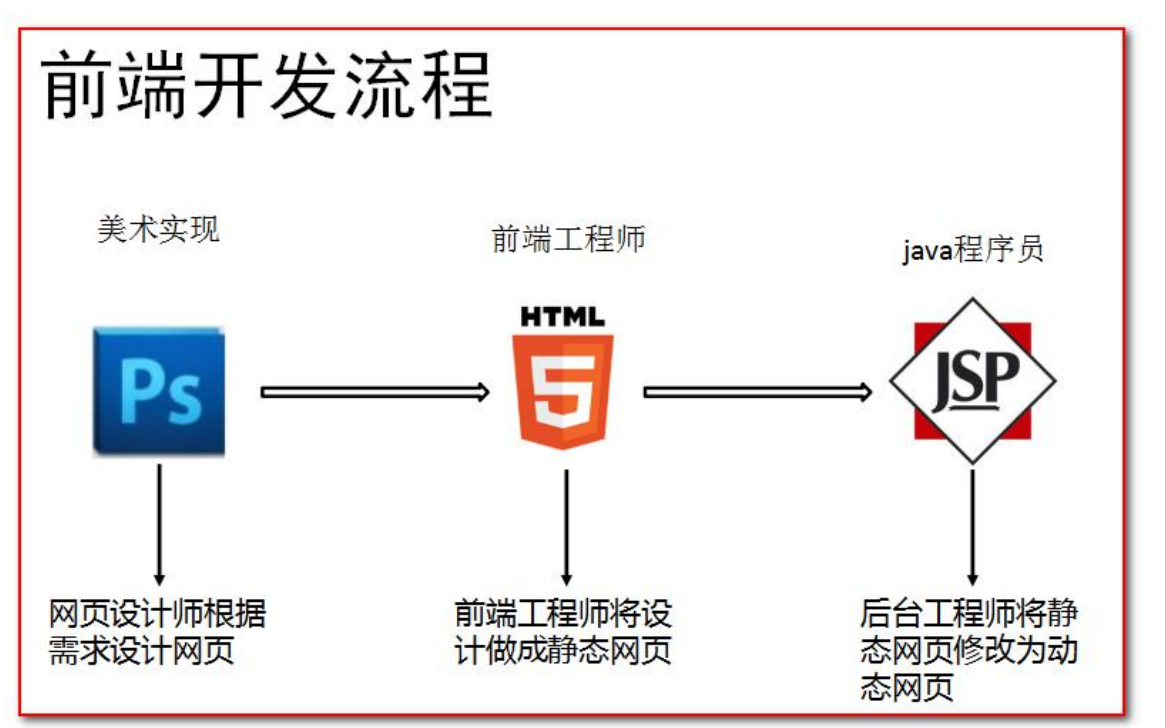 前端开发流程
美术实现
前端工程师
java程序员
Ps
HTML
5
JSP
网页设计师根据
需求设计网页
前端工程师将设
计做成静态网页
后台工程师将静
态网页修改为动
态网页